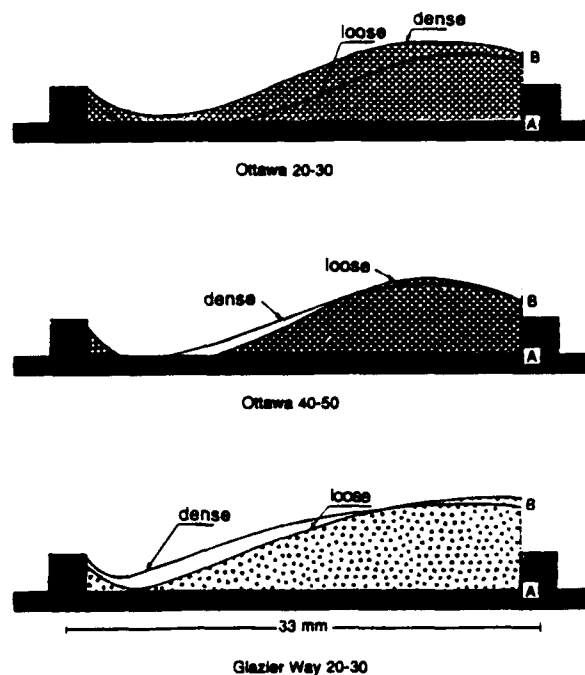 loose dense
B
A
Ottawa 20-30
loose
dense
B
A
Ottawa 40-50
loose
dense
B
A
33 mm
Glazier Way 20-30